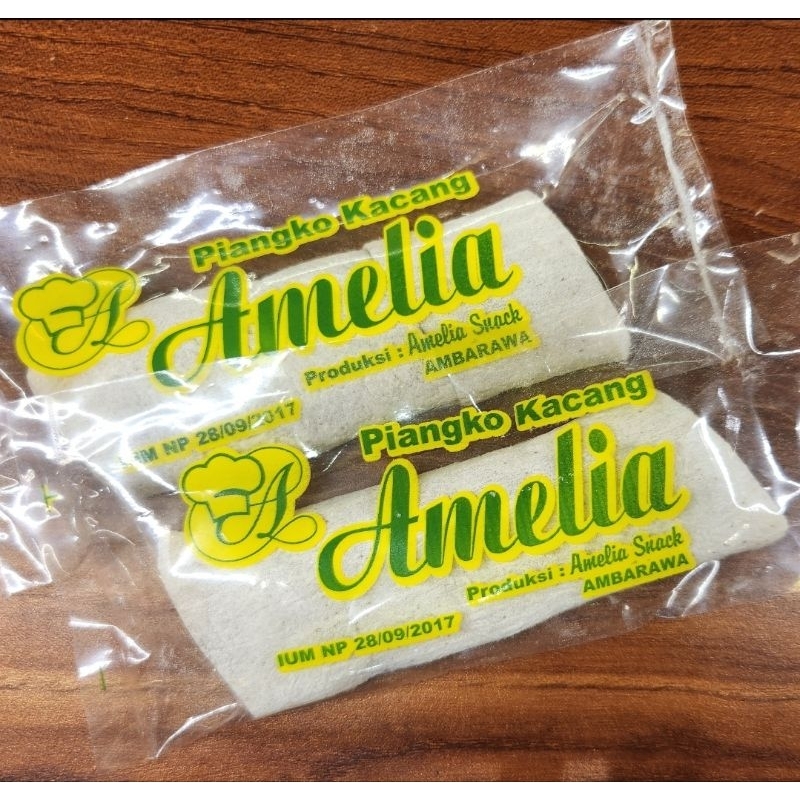 Piangko Kacang
Amelia
Produksi : Amelia Snack
AMBARAWA
IUM NP 28/09/2017
A
Piangko Kacang
Amelia
Produksi : Amelia Snack
AMBARAWA
IUM NP 28/09/2017
A